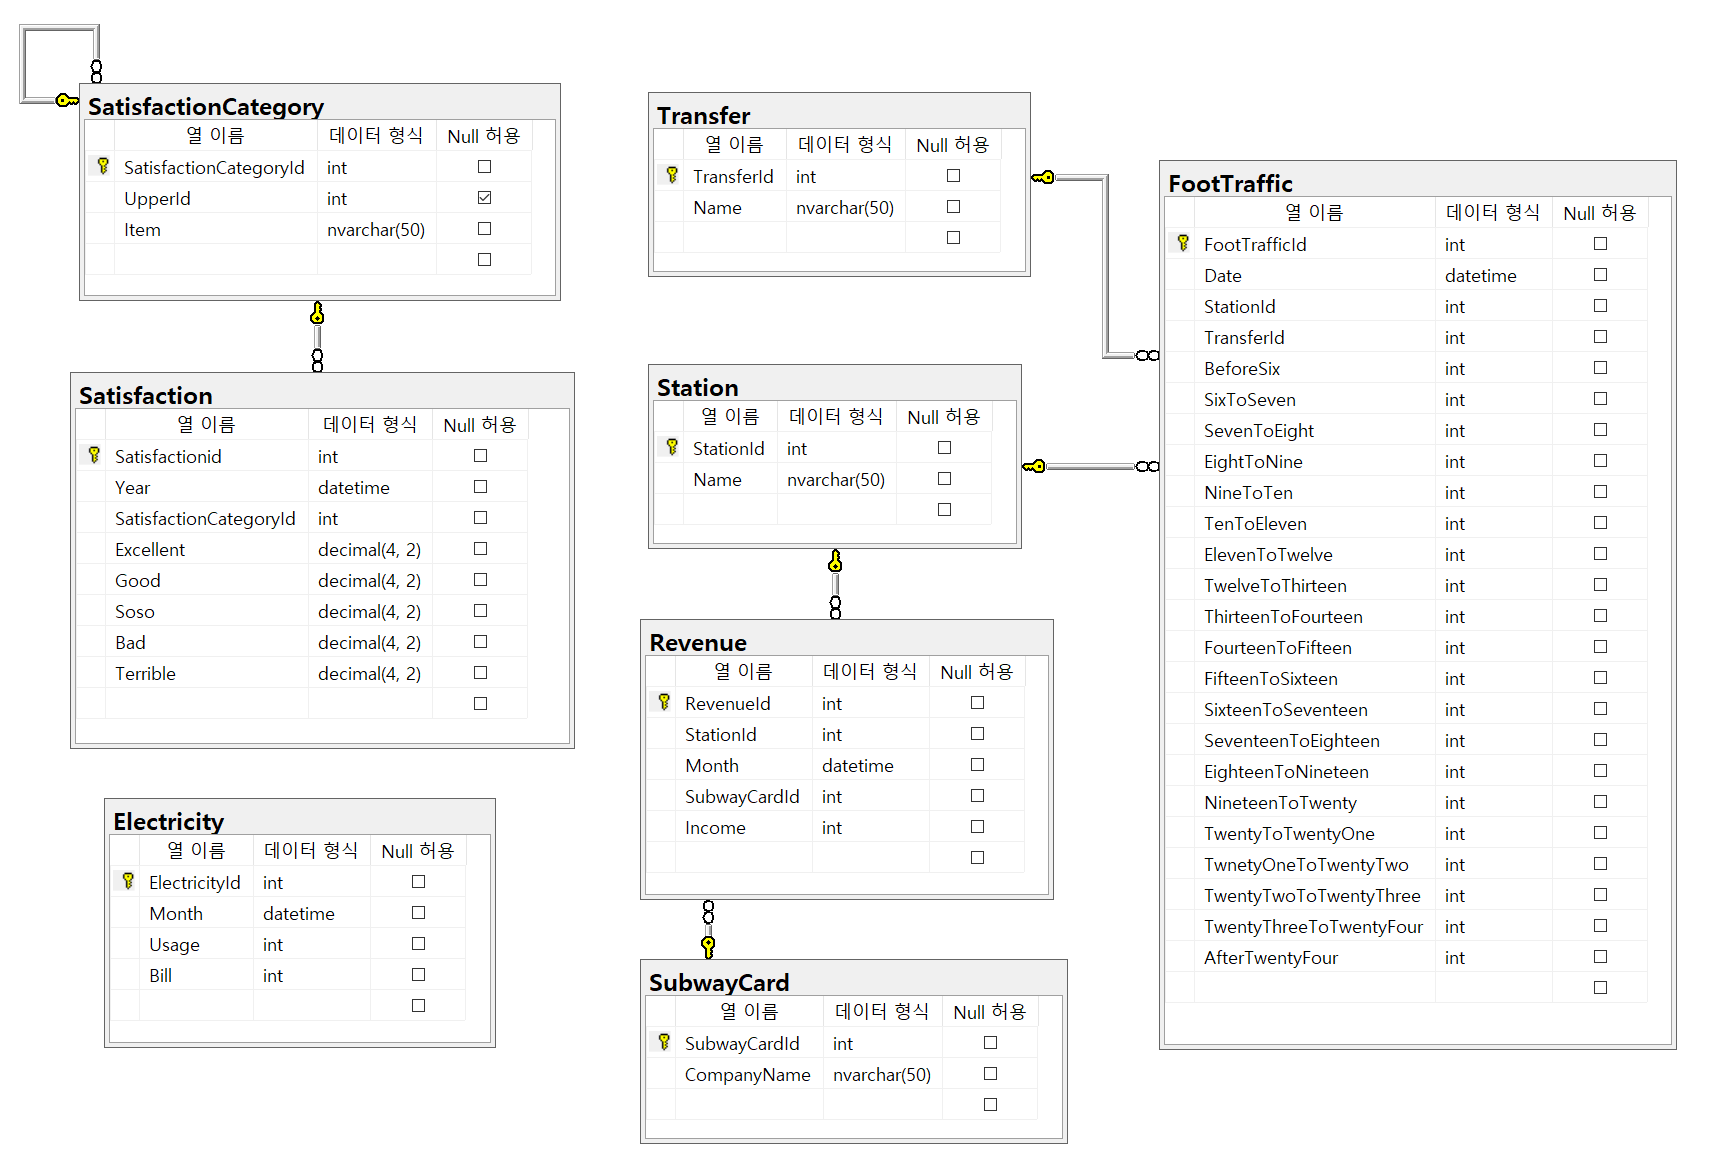 SatisfactionCategory
열 이름 데이터 형식 Null 허용
SatisfactionCategoryId int
UpperId int
Item nvarchar(50)
Satisfaction
열 이름 데이터 형식 Null 허용
Satisfactionid int
Year datetime
SatisfactionCategoryId int
Excellent decimal(4, 2)
Good decimal(4, 2)
Soso decimal(4, 2)
Bad decimal(4, 2)
Terrible decimal(4, 2)
Electricity
열 이름 데이터 형식 Null 허용
ElectricityId int
Month datetime
Usage int
Bill int
Transfer
열 이름 데이터 형식 Null 허용
TransferId int
Name nvarchar(50)
Station
열 이름 데이터 형식 Null 허용
StationId int
Name nvarchar(50)
Revenue
열 이름 데이터 형식 Null 허용
RevenueId int
StationId int
Month datetime
SubwayCardId int
Income int
SubwayCard
열 이름 데이터 형식 Null 허용
SubwayCardId int
CompanyName nvarchar(50)
FootTraffic
열 이름 데이터 형식 Null 허용
FootTrafficId int
Date datetime
StationId int
TransferId int
BeforeSix int
SixToSeven int
SevenToEight int
EightToNine int
NineToTen int
TenToEleven int
ElevenToTwelve int
TwelveToThirteen int
ThirteenToFourteen int
FourteenToFifteen int
FifteenToSixteen int
SixteenToSeventeen int
SeventeenToEighteen int
EighteenToNineteen int
NineteenToTwenty int
TwentyToTwentyOne int
TwnetyOneToTwentyTwo int
TwentyTwoToTwentyThree int
TwentyThreeToTwentyFour int
AfterTwentyFour int